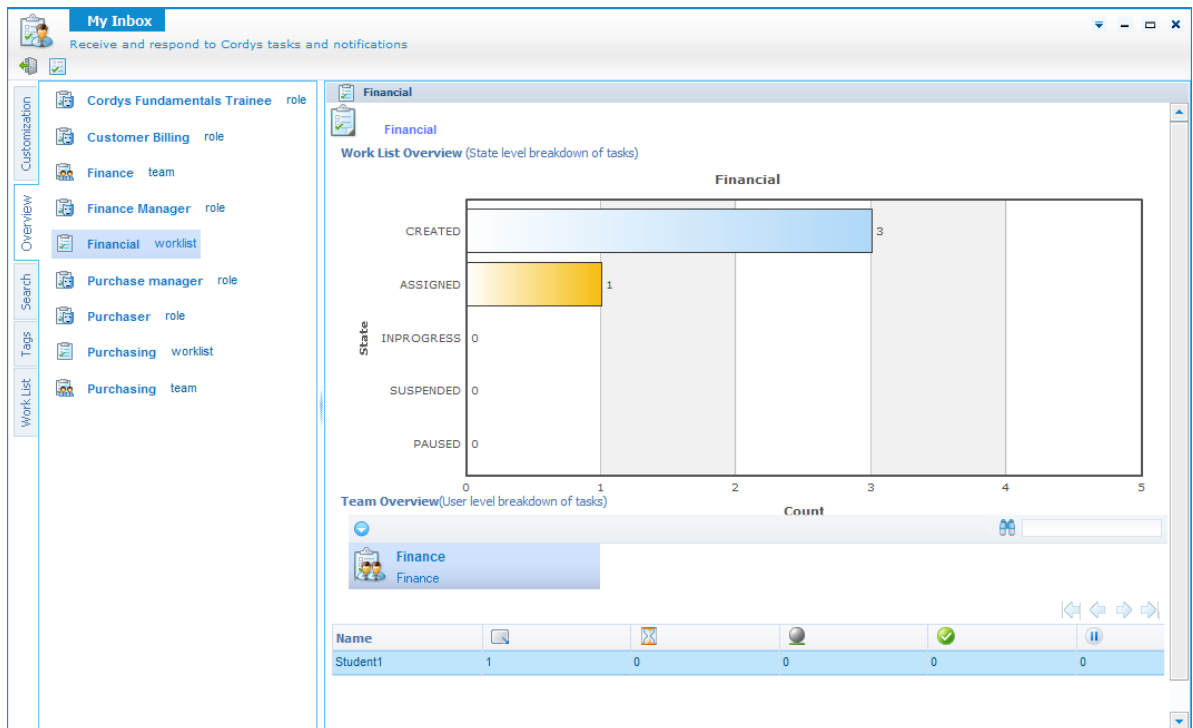 My Inbox
Receive and respond to Cordys tasks and notifications
Customization
Overview
Search
Tags
Work List
Cordys Fundamentals Trainee role
Customer Billing role
Finance team
Finance Manager role
Financial worklist
Purchase manager role
Purchaser role
Purchasing worklist
Purchasing team
Financial
Financial
Work List Overview (State level breakdown of tasks)
Financial
State
CREATED 3
ASSIGNED 1
INPROGRESS 0
SUSPENDED 0
PAUSED 0
0 1 2 3 4 5
Count
Team Overview(User level breakdown of tasks)
Finance
Finance
Name
Student1 1 0 0 0 0